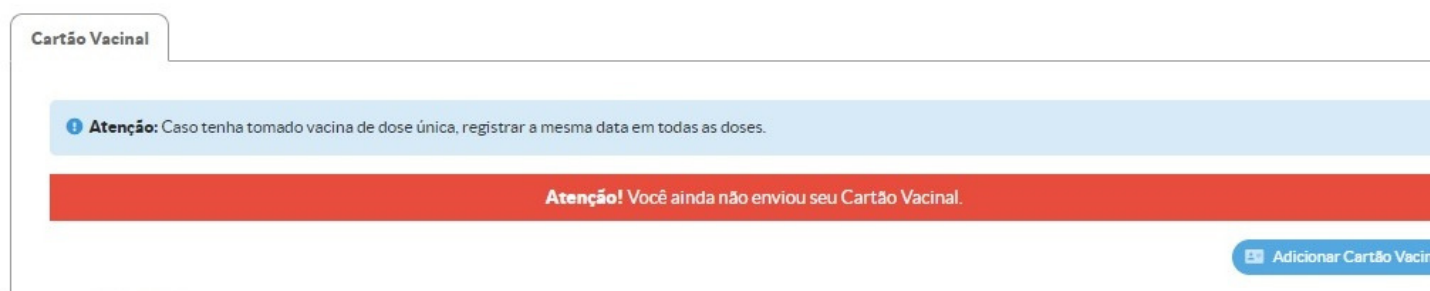 Cartão Vacinal
Atenção: Caso tenha tomado vacina de dose única, registrar a mesma data em todas as doses.
Atenção! Você ainda não enviou seu Cartão Vacinal.
Adicionar Cartão Vacin